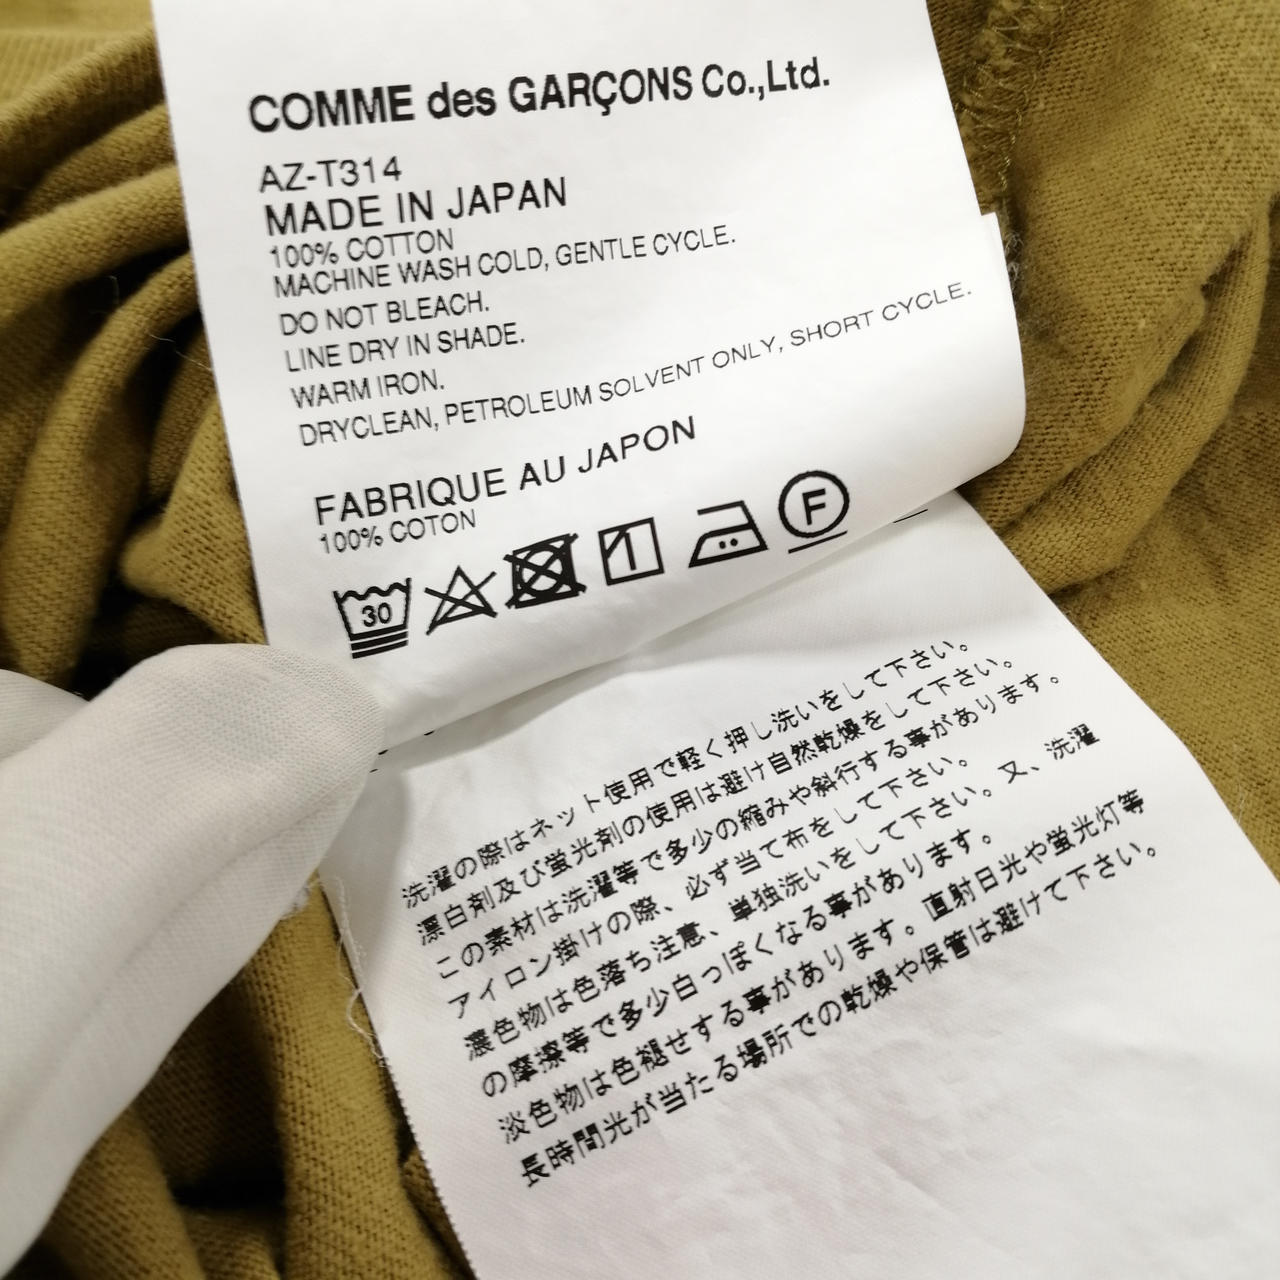 COMME des GARÇONS Co.,Ltd.
AZ-T314
MADE IN JAPAN
100% COTTON
MACHINE WASH COLD, GENTLE CYCLE.
DO NOT BLEACH.
LINE DRY IN SHADE.
WARM IRON.
DRYCLEAN, PETROLEUM SOLVENT ONLY, SHORT CYCLE.
FABRIQUE AU JAPON
100% COTON
30
F
洗濯の際はネット使用で軽く押し洗いをして下さい。
漂白剤及び蛍光剤の使用は避け自然乾燥をして下さい。
この素材は洗濯等で多少の縮みや斜行する事があります。
アイロン掛けの際、必ず当て布をして下さい。
濃色物は色落ち注意、単独洗いをして下さい。又、洗濯
の摩擦等で多少白っぽくなる事があります。
淡色物は色褪せする事があります。直射日光や蛍光灯等
長時間光が当たる場所での乾燥や保管は避けて下さい。